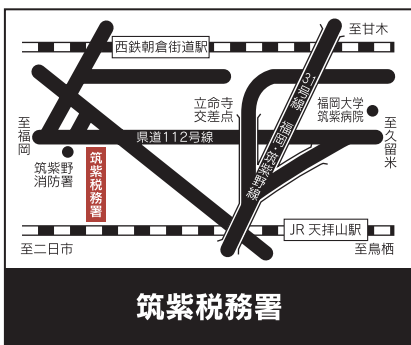 西鉄朝倉街道駅
至甘木
31号線 福岡・筑紫野線
立命寺
交差点
福岡大学
筑紫病院
至福岡
県道112号線
至久留米
筑紫野
消防署
筑紫税務署
JR 天拝山駅
至二日市
至鳥栖
筑紫税務署